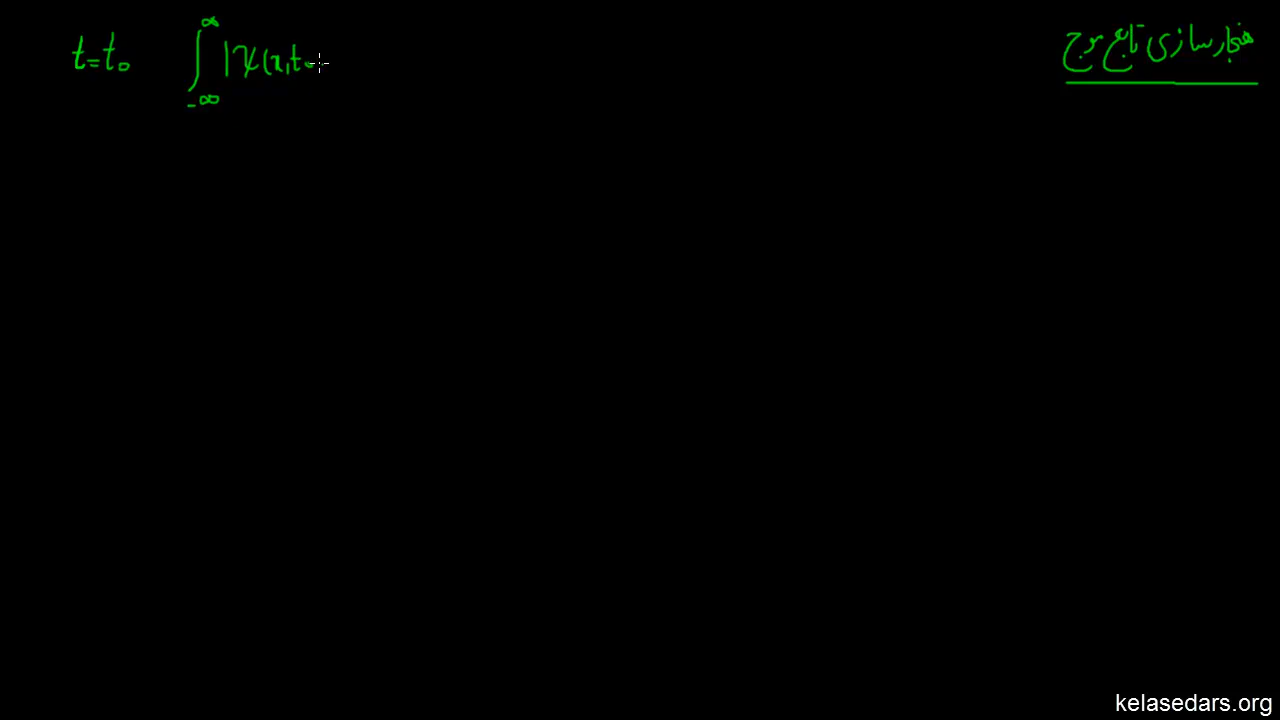 هنجارسازی تابع موج
t=t₀ ∫_{-∞}^{∞} |ψ(x,t₀
kelasedars.org